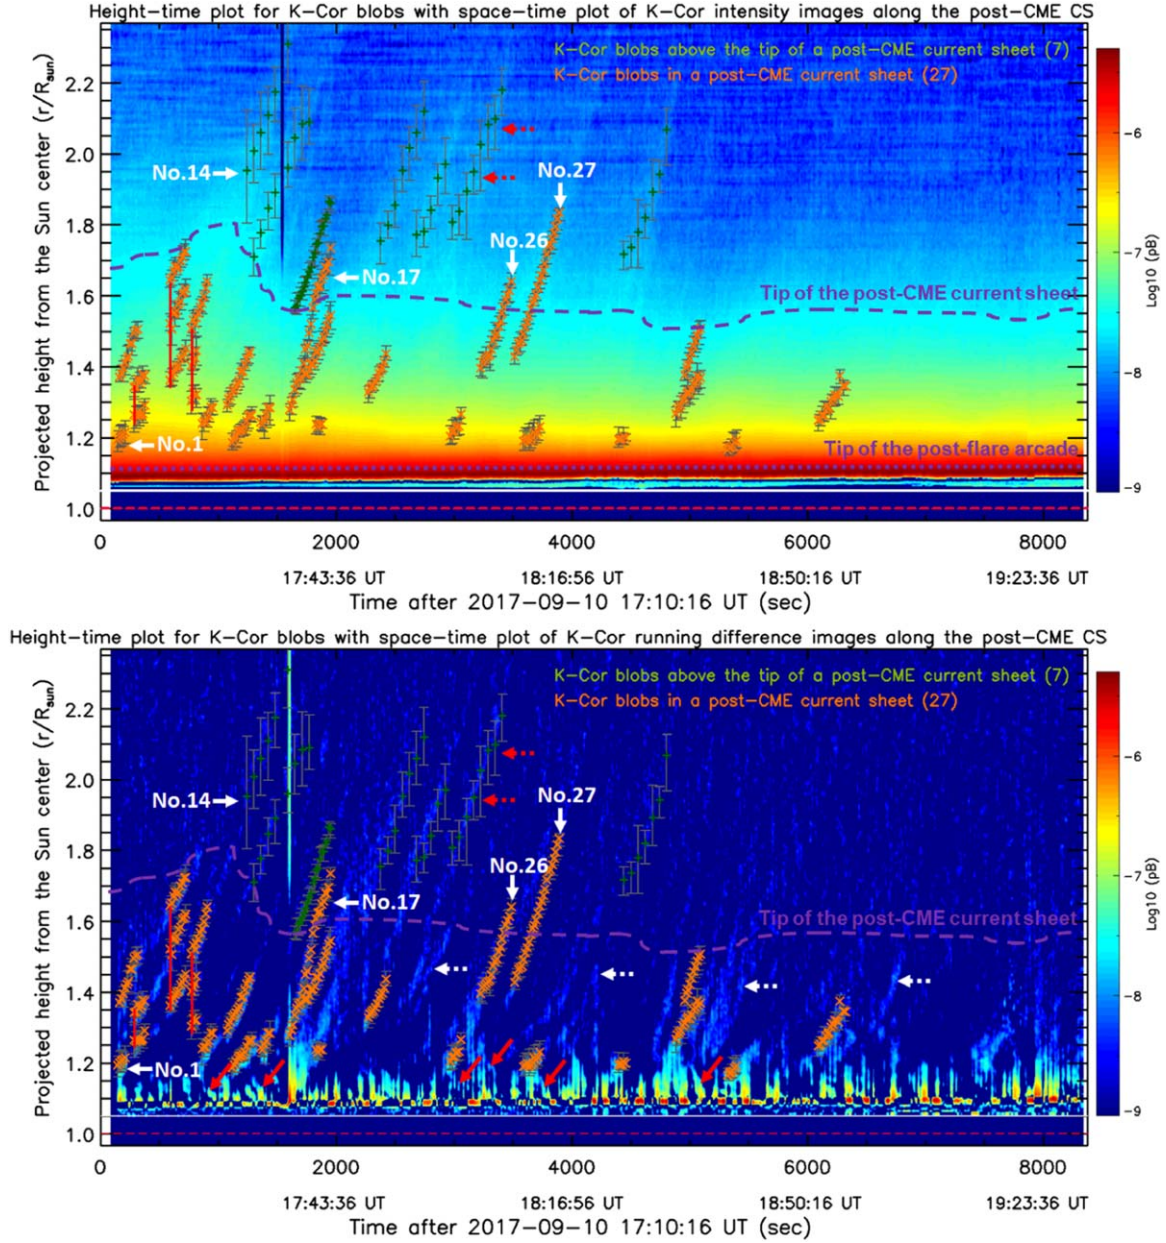 Height-time plot for K-Cor blobs with space-time plot of K-Cor intensity images along the post-CME CS
K-Cor blobs above the tip of a post-CME current sheet (7)
K-Cor blobs in a post-CME current sheet (27)
Projected height from the Sun center (r/Rsun)
2.2
2.0
1.8
1.6
1.4
1.2
1.0
No.14
No.27
No.26
No.17
Tip of the post-CME current sheet
No.1
Tip of the post-flare arcade
-6
-7
-8
-9
Log10 (pB)
0 2000 4000 6000 8000
17:43:36 UT 18:16:56 UT 18:50:16 UT 19:23:36 UT
Time after 2017-09-10 17:10:16 UT (sec)
Height-time plot for K-Cor blobs with space-time plot of K-Cor running difference images along the post-CME CS
K-Cor blobs above the tip of a post-CME current sheet (7)
K-Cor blobs in a post-CME current sheet (27)
Projected height from the Sun center (r/Rsun)
2.2
2.0
1.8
1.6
1.4
1.2
1.0
No.14
No.27
No.26
No.17
Tip of the post-CME current sheet
No.1
-6
-7
-8
-9
Log10 (pB)
0 2000 4000 6000 8000
17:43:36 UT 18:16:56 UT 18:50:16 UT 19:23:36 UT
Time after 2017-09-10 17:10:16 UT (sec)